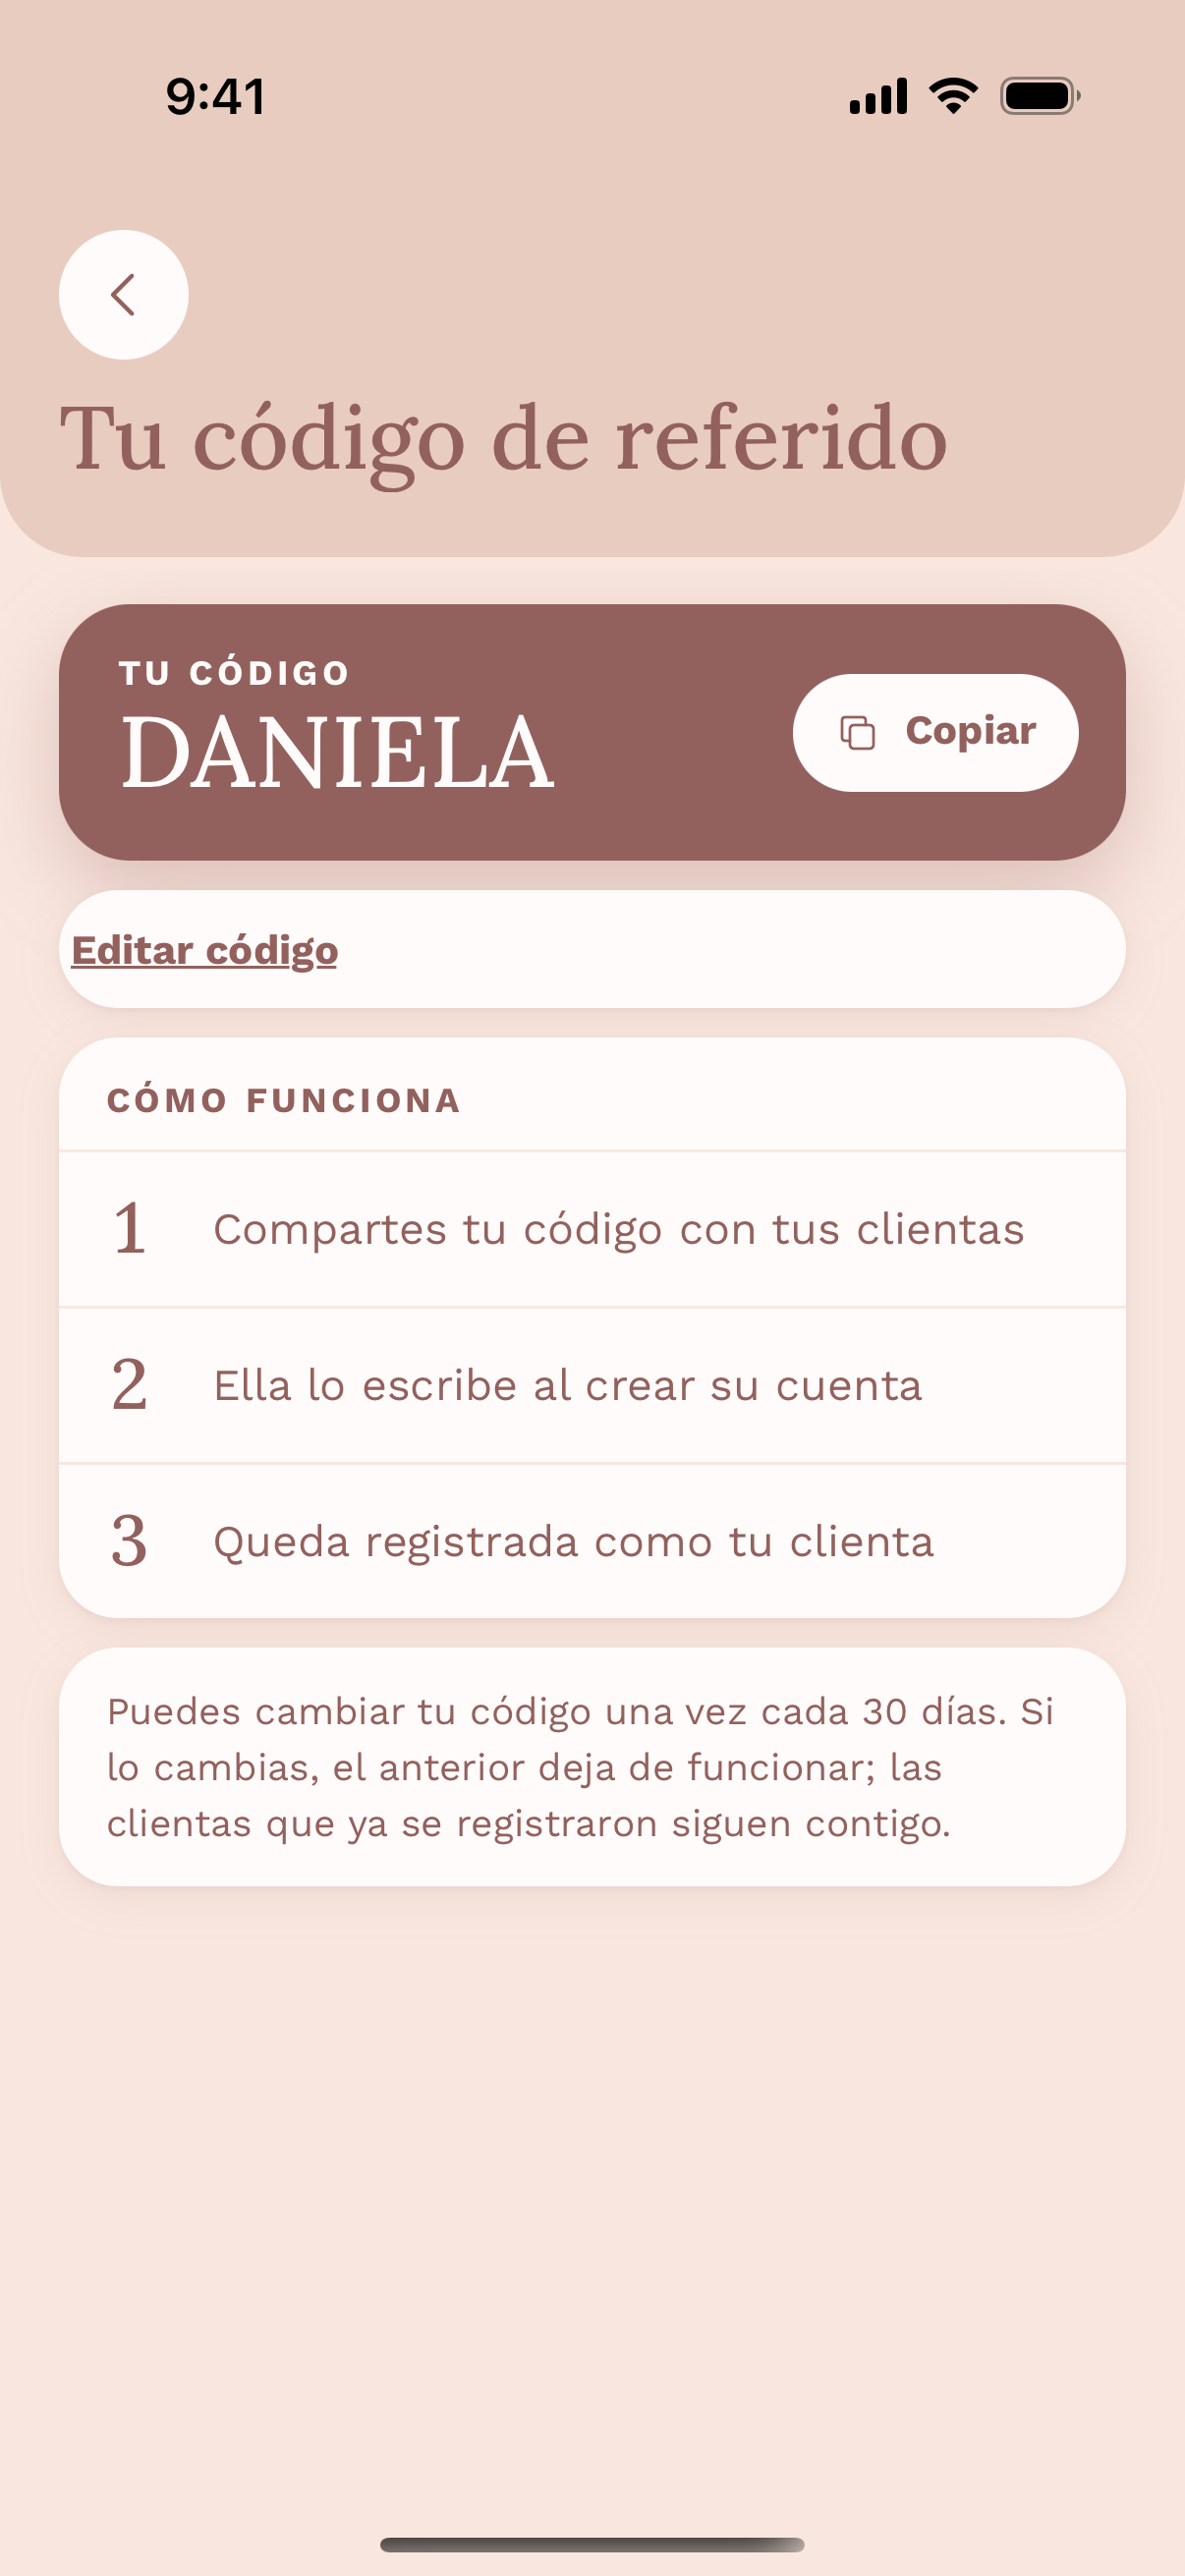 9:41
Tu código de referido
TU CÓDIGO
DANIELA
Copiar
Editar código
CÓMO FUNCIONA
1 Compartes tu código con tus clientas
2 Ella lo escribe al crear su cuenta
3 Queda registrada como tu clienta
Puedes cambiar tu código una vez cada 30 días. Si
lo cambias, el anterior deja de funcionar; las
clientas que ya se registraron siguen contigo.